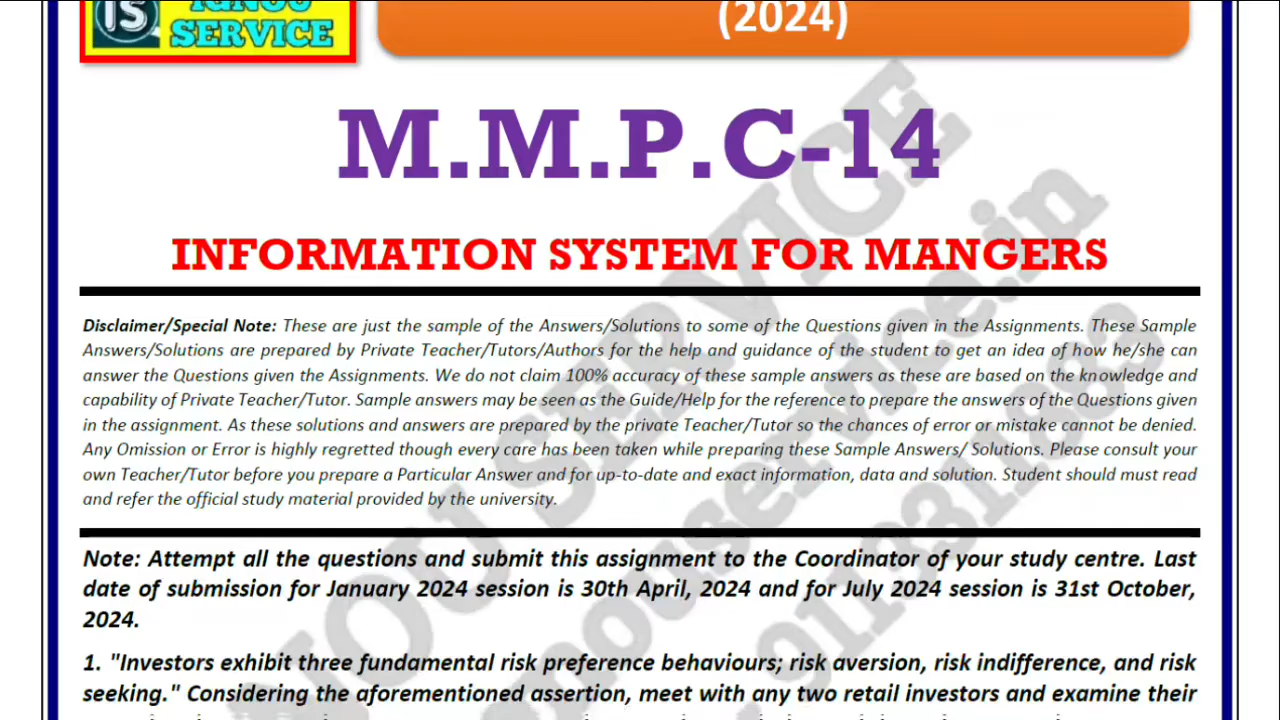 IGNOU
IS SERVICE
(2024)
M.M.P.C-14
INFORMATION SYSTEM FOR MANGERS
Disclaimer/Special Note: These are just the sample of the Answers/Solutions to some of the Questions given in the Assignments. These Sample
Answers/Solutions are prepared by Private Teacher/Tutors/Authors for the help and guidance of the student to get an idea of how he/she can
answer the Questions given the Assignments. We do not claim 100% accuracy of these sample answers as these are based on the knowledge and
capability of Private Teacher/Tutor. Sample answers may be seen as the Guide/Help for the reference to prepare the answers of the Questions given
in the assignment. As these solutions and answers are prepared by the private Teacher/Tutor so the chances of error or mistake cannot be denied.
Any Omission or Error is highly regretted though every care has been taken while preparing these Sample Answers/ Solutions. Please consult your
own Teacher/Tutor before you prepare a Particular Answer and for up-to-date and exact information, data and solution. Student should must read
and refer the official study material provided by the university.
Note: Attempt all the questions and submit this assignment to the Coordinator of your study centre. Last
date of submission for January 2024 session is 30th April, 2024 and for July 2024 session is 31st October,
2024.
1. "Investors exhibit three fundamental risk preference behaviours; risk aversion, risk indifference, and risk
seeking." Considering the aforementioned assertion, meet with any two retail investors and examine their